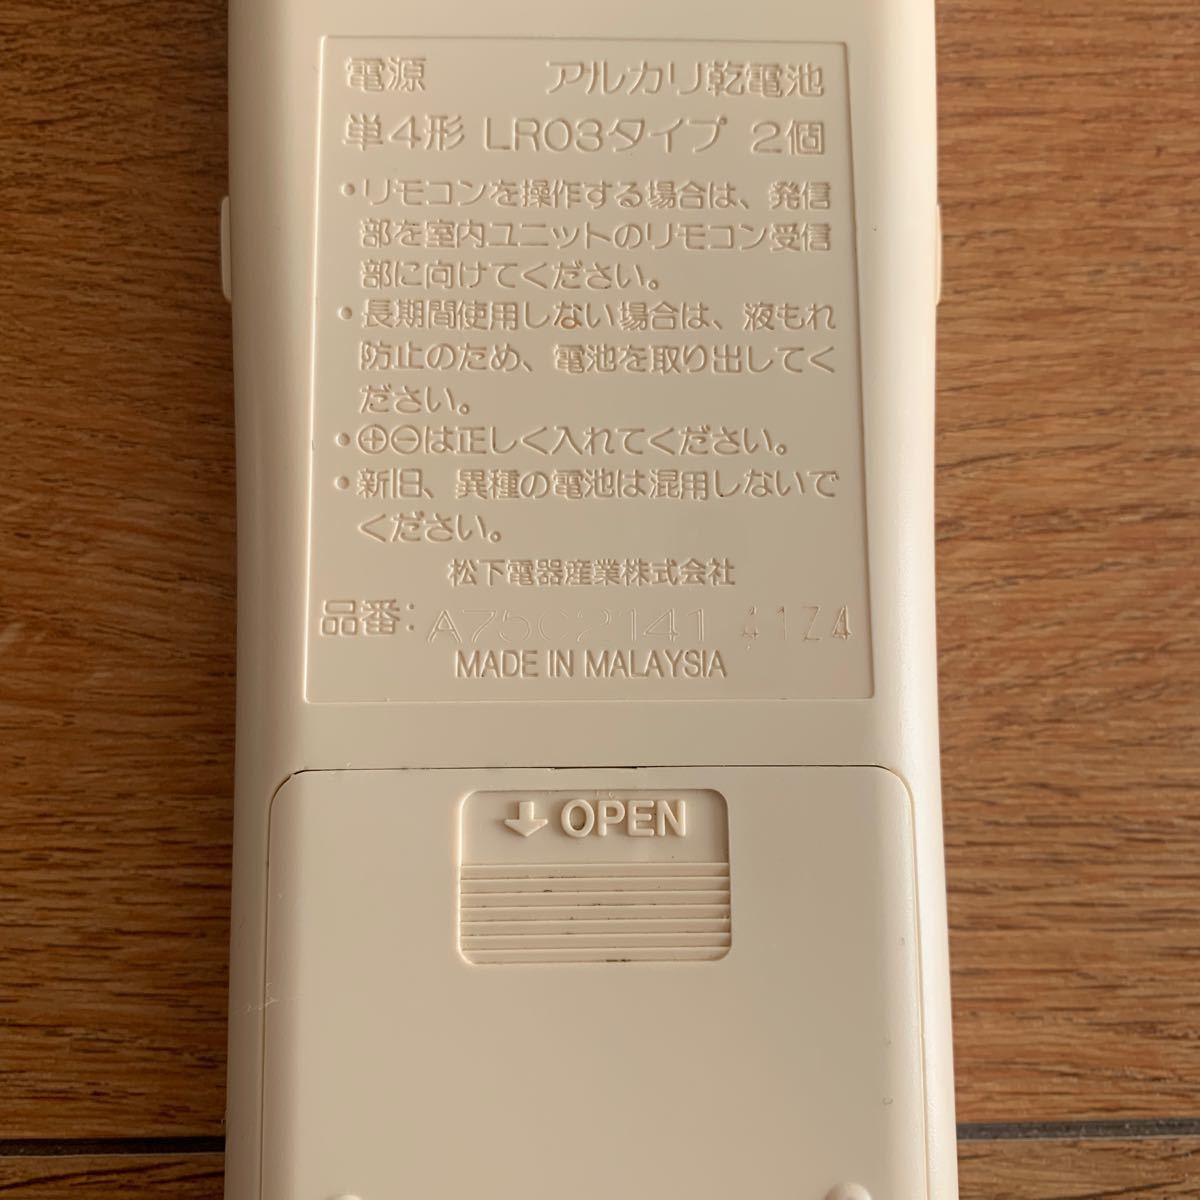 電源 アルカリ乾電池
単4形 LR03タイプ 2個
・リモコンを操作する場合は、発信
部を室内ユニットのリモコン受信
部に向けてください。
・長期間使用しない場合は、液もれ
防止のため、電池を取り出してく
ださい。
・⊕⊖は正しく入れてください。
・新旧、異種の電池は混用しないで
ください。
松下電器産業株式会社
品番: A75C2141 41Z4
MADE IN MALAYSIA
↓ OPEN